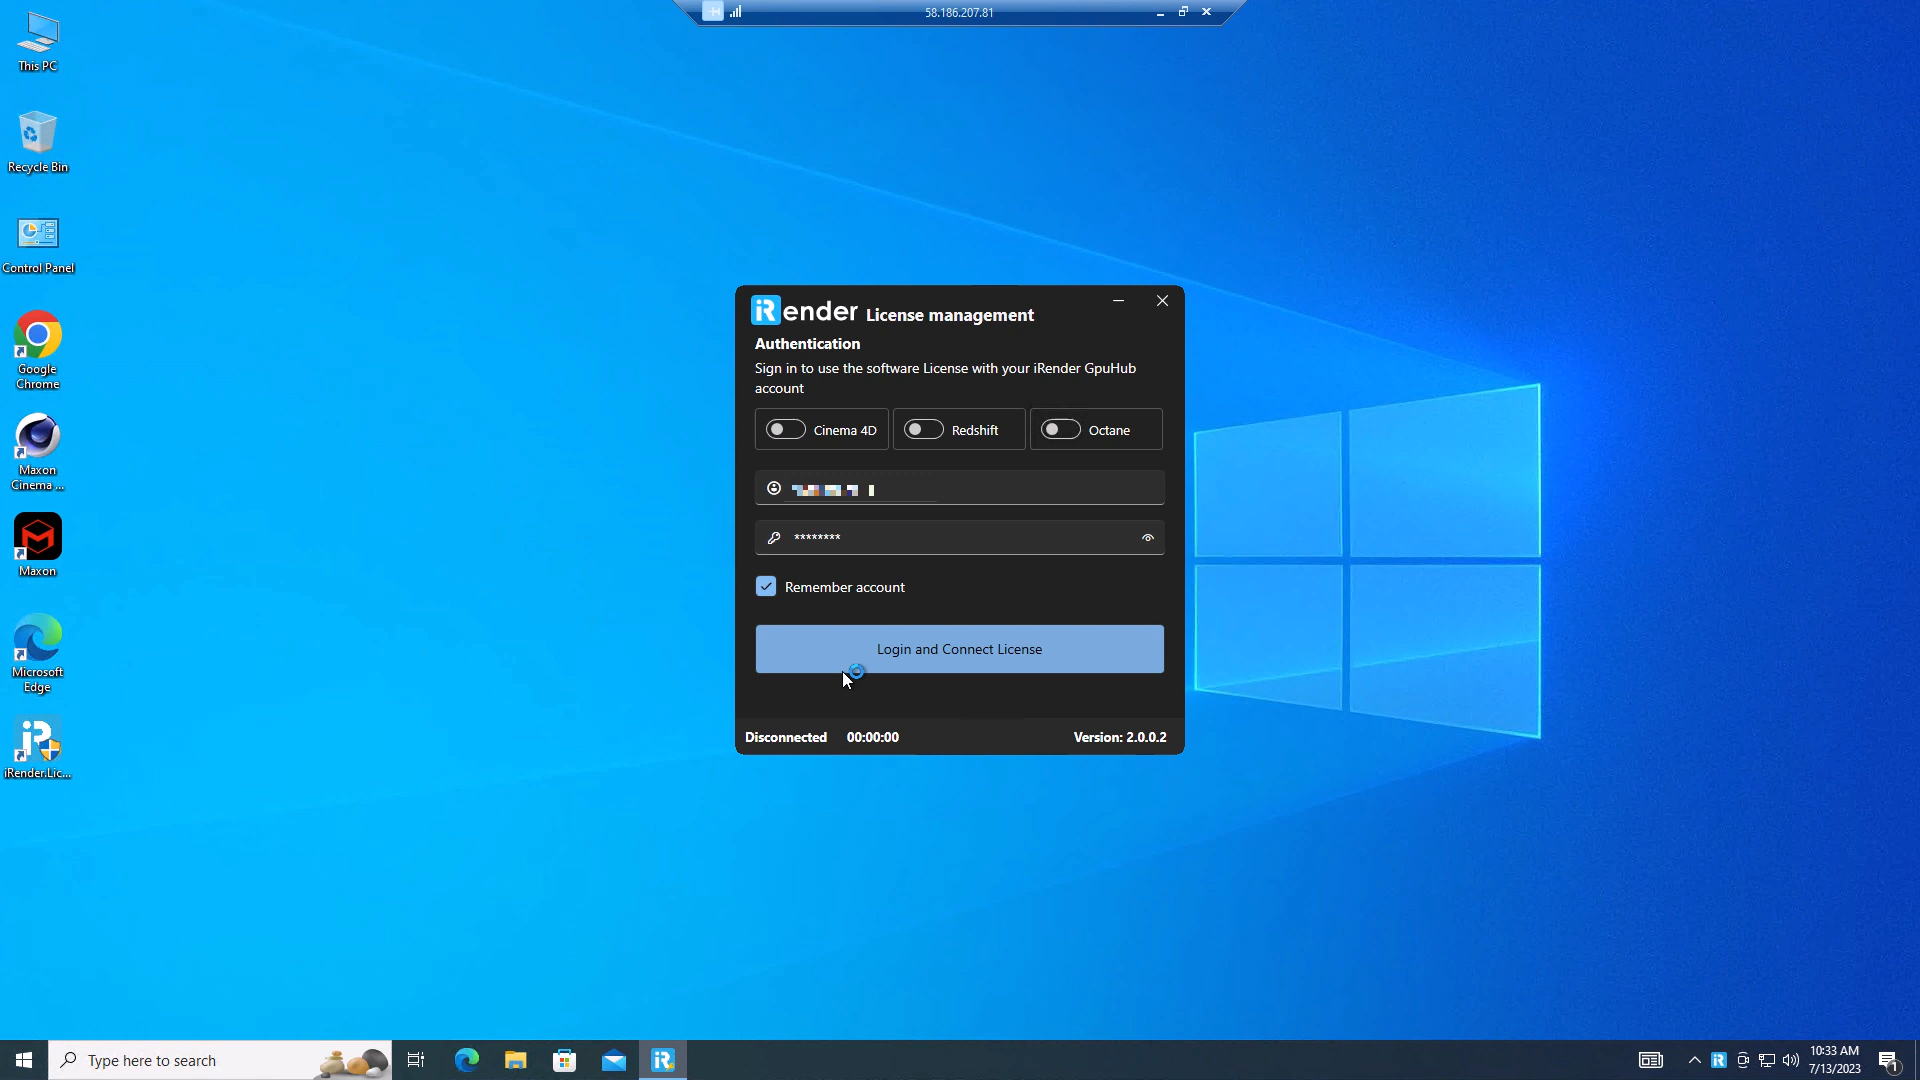 58.186.207.81
This PC
Recycle Bin
Control Panel
Google
Chrome
Maxon
Cinema ...
Maxon
Microsoft
Edge
iRender.Lic...
iRender License management
Authentication
Sign in to use the software License with your iRender GpuHub
account
Cinema 4D
Redshift
Octane
********
Remember account
Login and Connect License
Disconnected 00:00:00 Version: 2.0.0.2
Type here to search
10:33 AM
7/13/2023
1